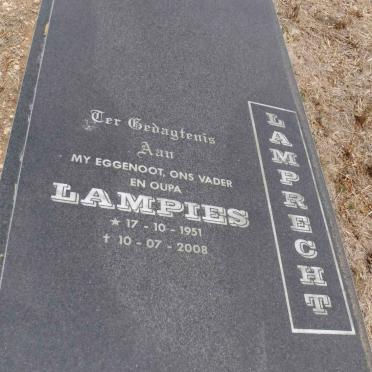 Ter Gedagtenis
Aan
MY EGGENOOT, ONS VADER
EN OUPA
LAMPIES
★ 17 - 10 - 1951
† 10 - 07 - 2008
LAMPRECHT